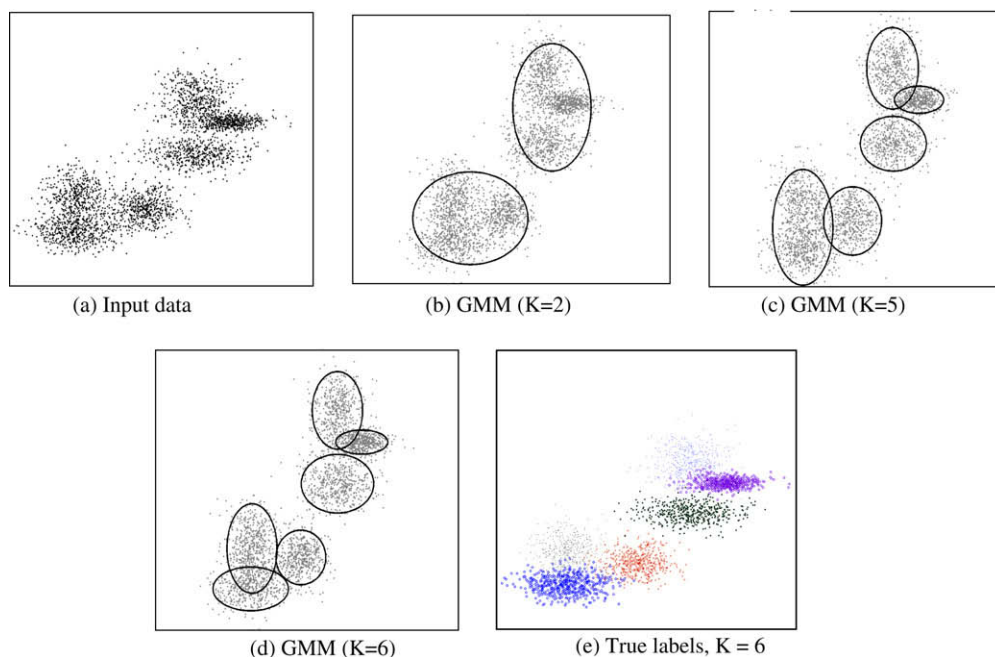 (a) Input data
(b) GMM (K=2)
(c) GMM (K=5)
(d) GMM (K=6)
(e) True labels, K = 6